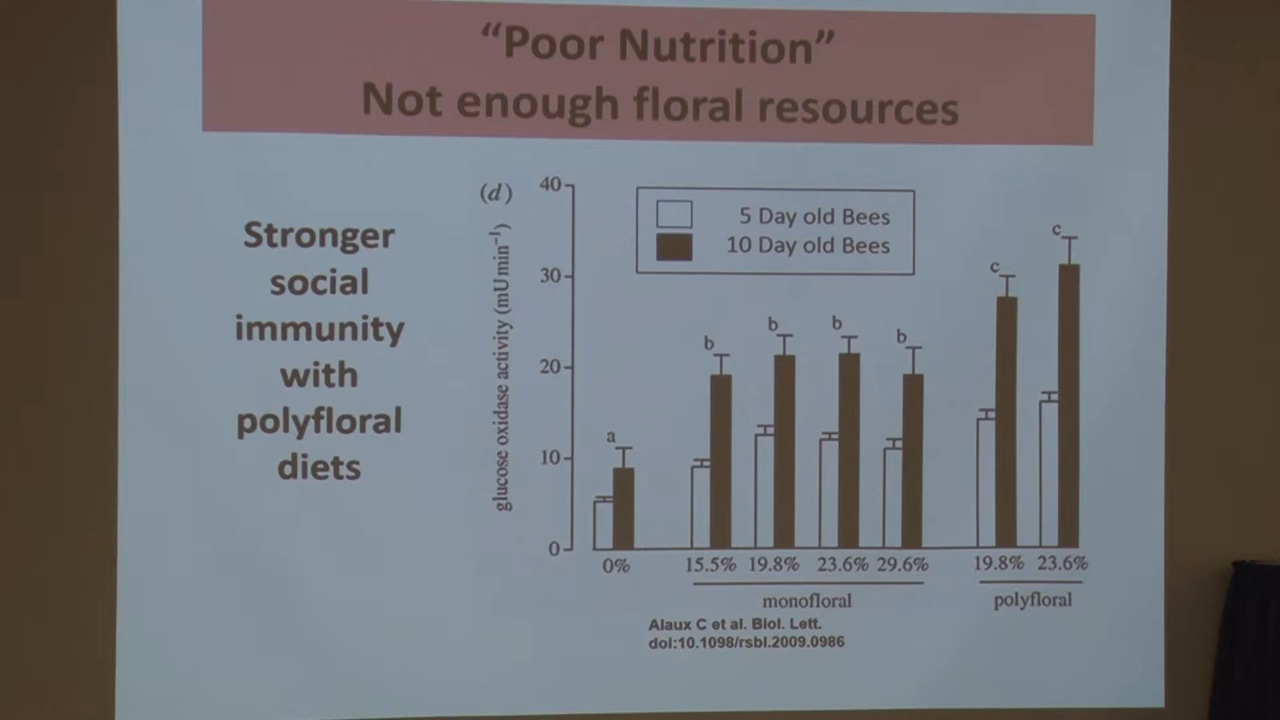 “Poor Nutrition”
Not enough floral resources
Stronger
social
immunity
with
polyfloral
diets
(d)
glucose oxidase activity (mU min⁻¹)
40
30
20
10
0
5 Day old Bees
10 Day old Bees
a
b
b
b
b
c
c
0%
15.5%
19.8%
23.6%
29.6%
19.8%
23.6%
monofloral
polyfloral
Alaux C et al. Biol. Lett.
doi:10.1098/rsbl.2009.0986